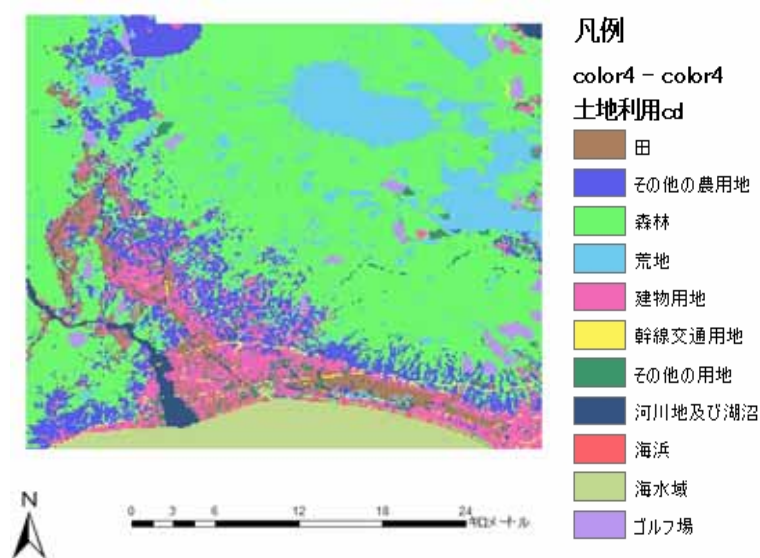 凡例
color4 - color4
土地利用cd
田
その他の農用地
森林
荒地
建物用地
幹線交通用地
その他の用地
河川地及び湖沼
海浜
海水域
ゴルフ場
N
0 3 6 12 18 24
キロメートル